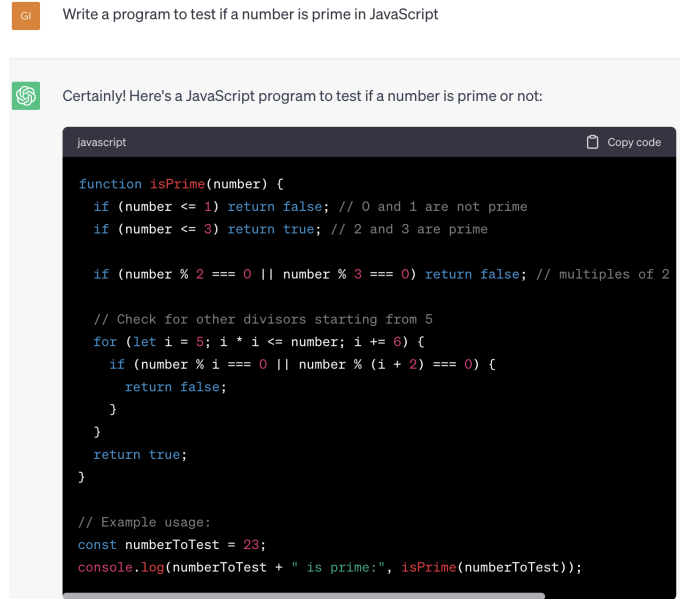 GI
Write a program to test if a number is prime in JavaScript
Certainly! Here's a JavaScript program to test if a number is prime or not:
javascript
Copy code
function isPrime(number) {
  if (number <= 1) return false; // 0 and 1 are not prime
  if (number <= 3) return true; // 2 and 3 are prime

  if (number % 2 === 0 || number % 3 === 0) return false; // multiples of 2

  // Check for other divisors starting from 5
  for (let i = 5; i * i <= number; i += 6) {
    if (number % i === 0 || number % (i + 2) === 0) {
      return false;
    }
  }
  return true;
}

// Example usage:
const numberToTest = 23;
console.log(numberToTest + " is prime:", isPrime(numberToTest));